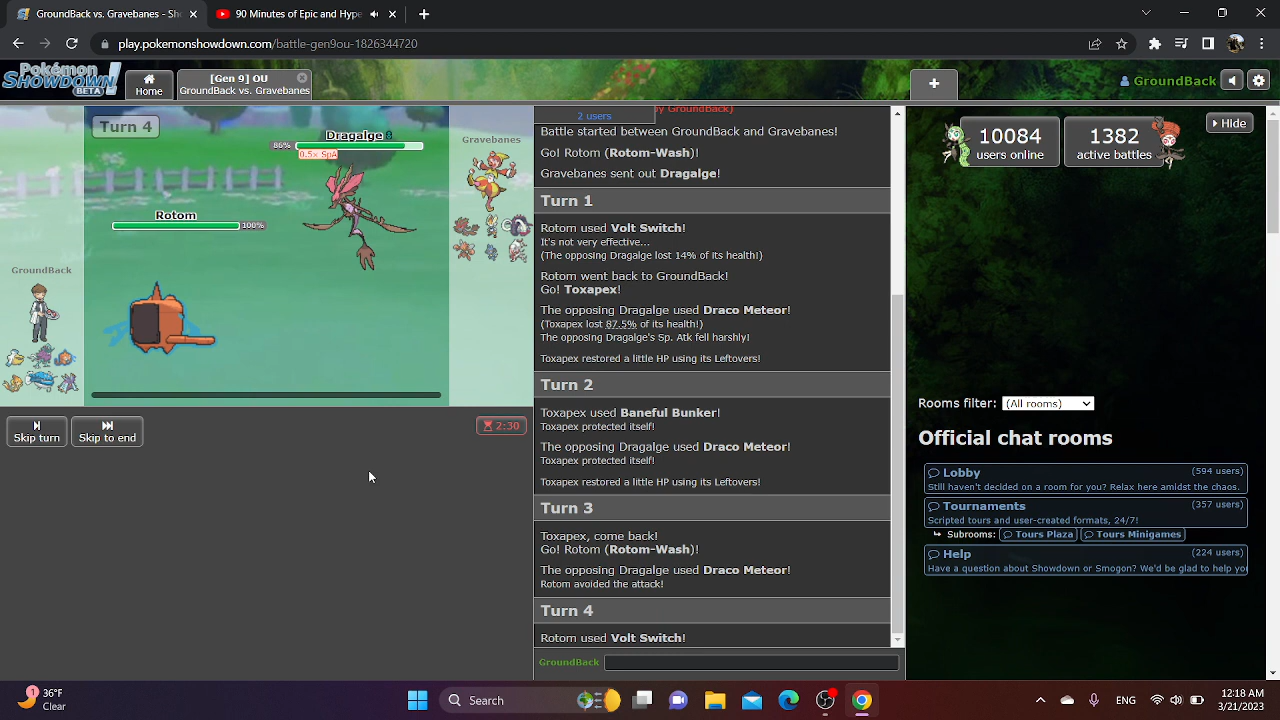 GroundBack vs. Gravebanes - Sho
90 Minutes of Epic and Hype
play.pokemonshowdown.com/battle-gen9ou-1826344720
Pokémon
SHOWDOWN!
BETA
Home
[Gen 9] OU
GroundBack vs. Gravebanes
GroundBack
Turn 4
Dragalge
86%
0.5× SpA
Rotom
100%
Gravebanes
GroundBack
Skip turn
Skip to end
2:30
by GroundBack)
2 users
Battle started between GroundBack and Gravebanes!
Go! Rotom (Rotom-Wash)!
Gravebanes sent out Dragalge!
Turn 1
Rotom used Volt Switch!
It's not very effective...
(The opposing Dragalge lost 14% of its health!)
Rotom went back to GroundBack!
Go! Toxapex!
The opposing Dragalge used Draco Meteor!
(Toxapex lost 87.5% of its health!)
The opposing Dragalge's Sp. Atk fell harshly!
Toxapex restored a little HP using its Leftovers!
Turn 2
Toxapex used Baneful Bunker!
Toxapex protected itself!
The opposing Dragalge used Draco Meteor!
Toxapex protected itself!
Toxapex restored a little HP using its Leftovers!
Turn 3
Toxapex, come back!
Go! Rotom (Rotom-Wash)!
The opposing Dragalge used Draco Meteor!
Rotom avoided the attack!
Turn 4
Rotom used Volt Switch!
GroundBack
10084
users online
1382
active battles
Hide
Rooms filter: (All rooms)
Official chat rooms
Lobby (594 users)
Still haven't decided on a room for you? Relax here amidst the chaos.
Tournaments (357 users)
Scripted tours and user-created formats, 24/7!
Subrooms: Tours Plaza Tours Minigames
Help (224 users)
Have a question about Showdown or Smogon? We'd be glad to help you
1
36°F
Clear
Search
ENG
12:18 AM
3/21/2023